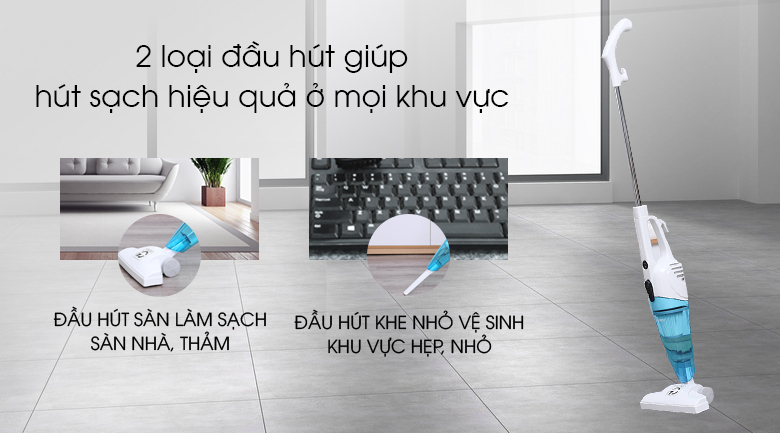 2 loại đầu hút giúp
hút sạch hiệu quả ở mọi khu vực
ĐẦU HÚT SÀN LÀM SẠCH
SÀN NHÀ, THẢM
ĐẦU HÚT KHE NHỎ VỆ SINH
KHU VỰC HẸP, NHỎ